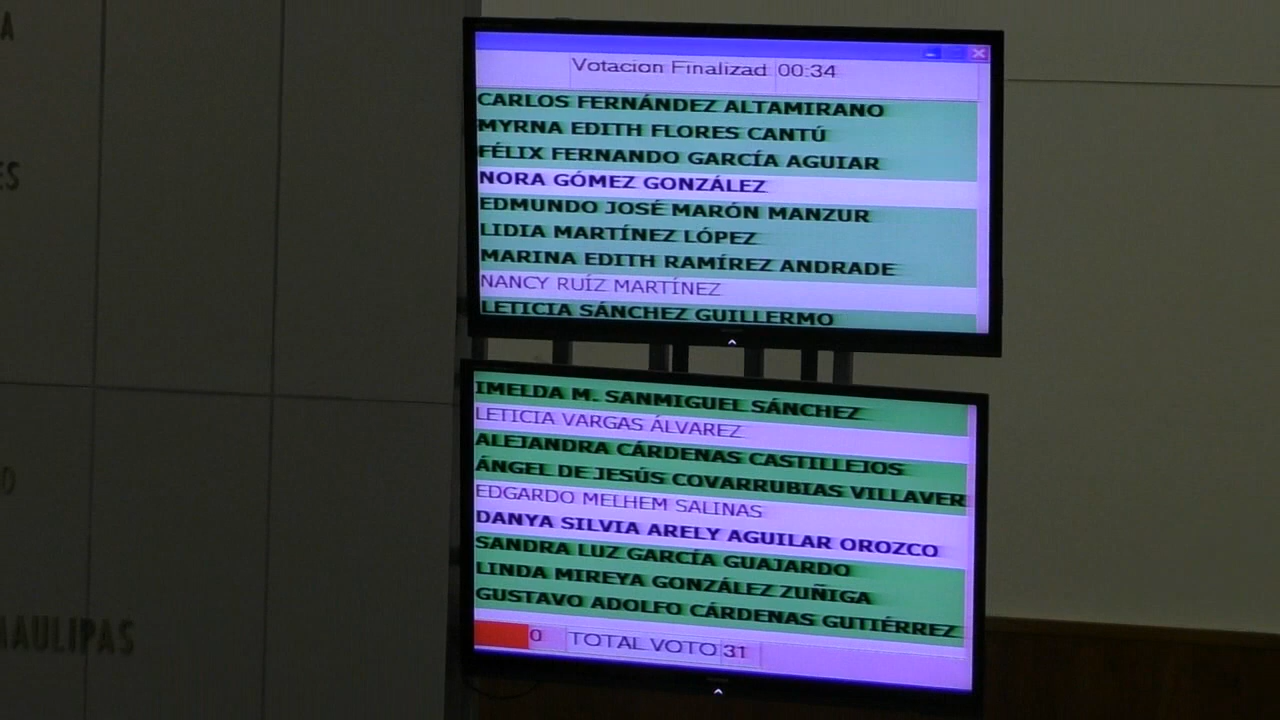 A
ES
O
MAULIPAS
Votacion Finalizad 00:34
CARLOS FERNÁNDEZ ALTAMIRANO
MYRNA EDITH FLORES CANTÚ
FÉLIX FERNANDO GARCÍA AGUIAR
NORA GÓMEZ GONZÁLEZ
EDMUNDO JOSÉ MARÓN MANZUR
LIDIA MARTÍNEZ LÓPEZ
MARINA EDITH RAMÍREZ ANDRADE
NANCY RUÍZ MARTÍNEZ
LETICIA SÁNCHEZ GUILLERMO
IMELDA M. SANMIGUEL SÁNCHEZ
LETICIA VARGAS ÁLVAREZ
ALEJANDRA CÁRDENAS CASTILLEJOS
ÁNGEL DE JESÚS COVARRUBIAS VILLAVER
EDGARDO MELHEM SALINAS
DANYA SILVIA ARELY AGUILAR OROZCO
SANDRA LUZ GARCÍA GUAJARDO
LINDA MIREYA GONZÁLEZ ZUÑIGA
GUSTAVO ADOLFO CÁRDENAS GUTIÉRREZ
0 TOTAL VOTO 31